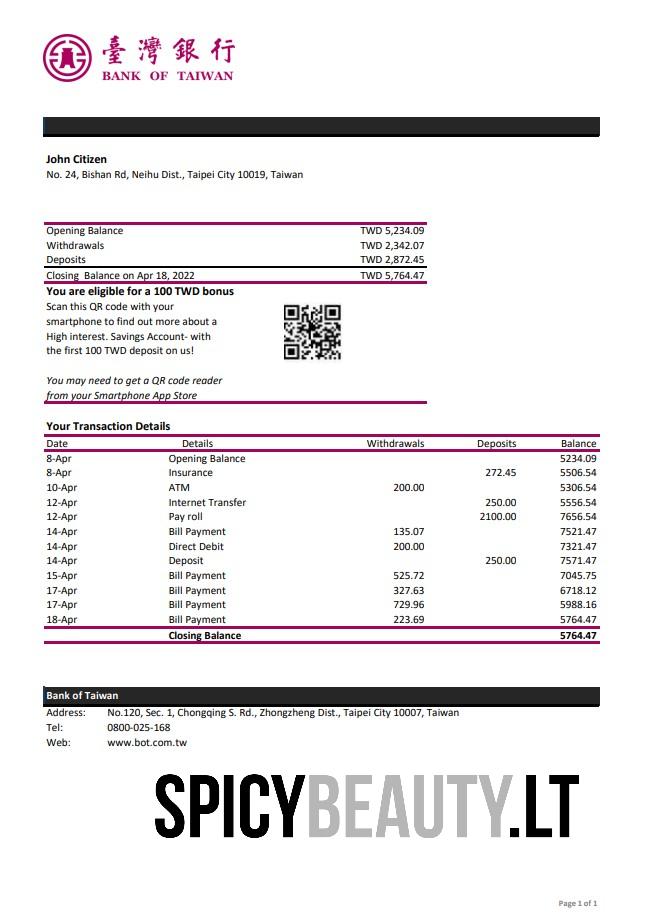 臺灣銀行
BANK OF TAIWAN
John Citizen
No. 24, Bishan Rd, Neihu Dist., Taipei City 10019, Taiwan
Opening Balance TWD 5,234.09
Withdrawals TWD 2,342.07
Deposits TWD 2,872.45
Closing Balance on Apr 18, 2022 TWD 5,764.47
You are eligible for a 100 TWD bonus
Scan this QR code with your
smartphone to find out more about a
High interest. Savings Account- with
the first 100 TWD deposit on us!
You may need to get a QR code reader
from your Smartphone App Store
Your Transaction Details
Date Details Withdrawals Deposits Balance
8-Apr Opening Balance 5234.09
8-Apr Insurance 272.45 5506.54
10-Apr ATM 200.00 5306.54
12-Apr Internet Transfer 250.00 5556.54
12-Apr Pay roll 2100.00 7656.54
14-Apr Bill Payment 135.07 7521.47
14-Apr Direct Debit 200.00 7321.47
14-Apr Deposit 250.00 7571.47
15-Apr Bill Payment 525.72 7045.75
17-Apr Bill Payment 327.63 6718.12
17-Apr Bill Payment 729.96 5988.16
18-Apr Bill Payment 223.69 5764.47
Closing Balance 5764.47
Bank of Taiwan
Address: No.120, Sec. 1, Chongqing S. Rd., Zhongzheng Dist., Taipei City 10007, Taiwan
Tel: 0800-025-168
Web: www.bot.com.tw
SPICYBEAUTY.LT
Page 1 of 1